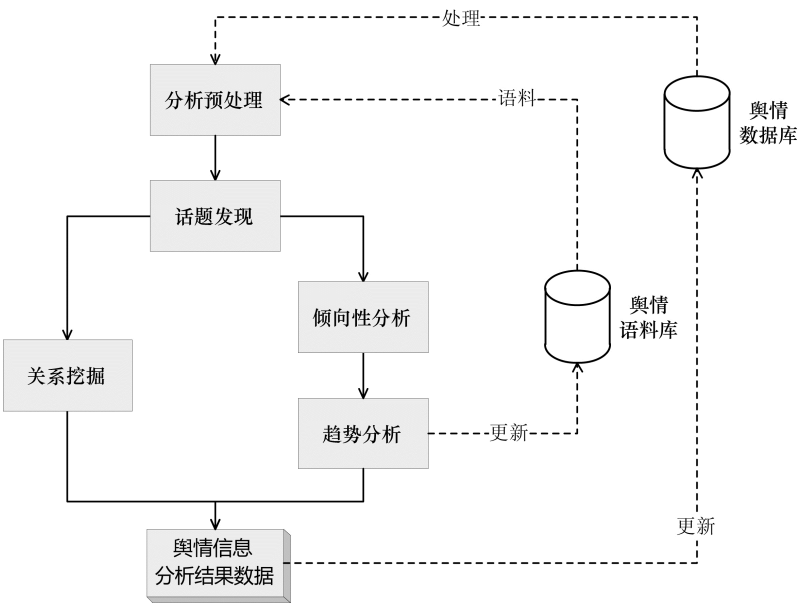 处理
分析预处理
语料
舆情
数据库
话题发现
倾向性分析
舆情
语料库
关系挖掘
趋势分析
更新
更新
舆情信息
分析结果数据